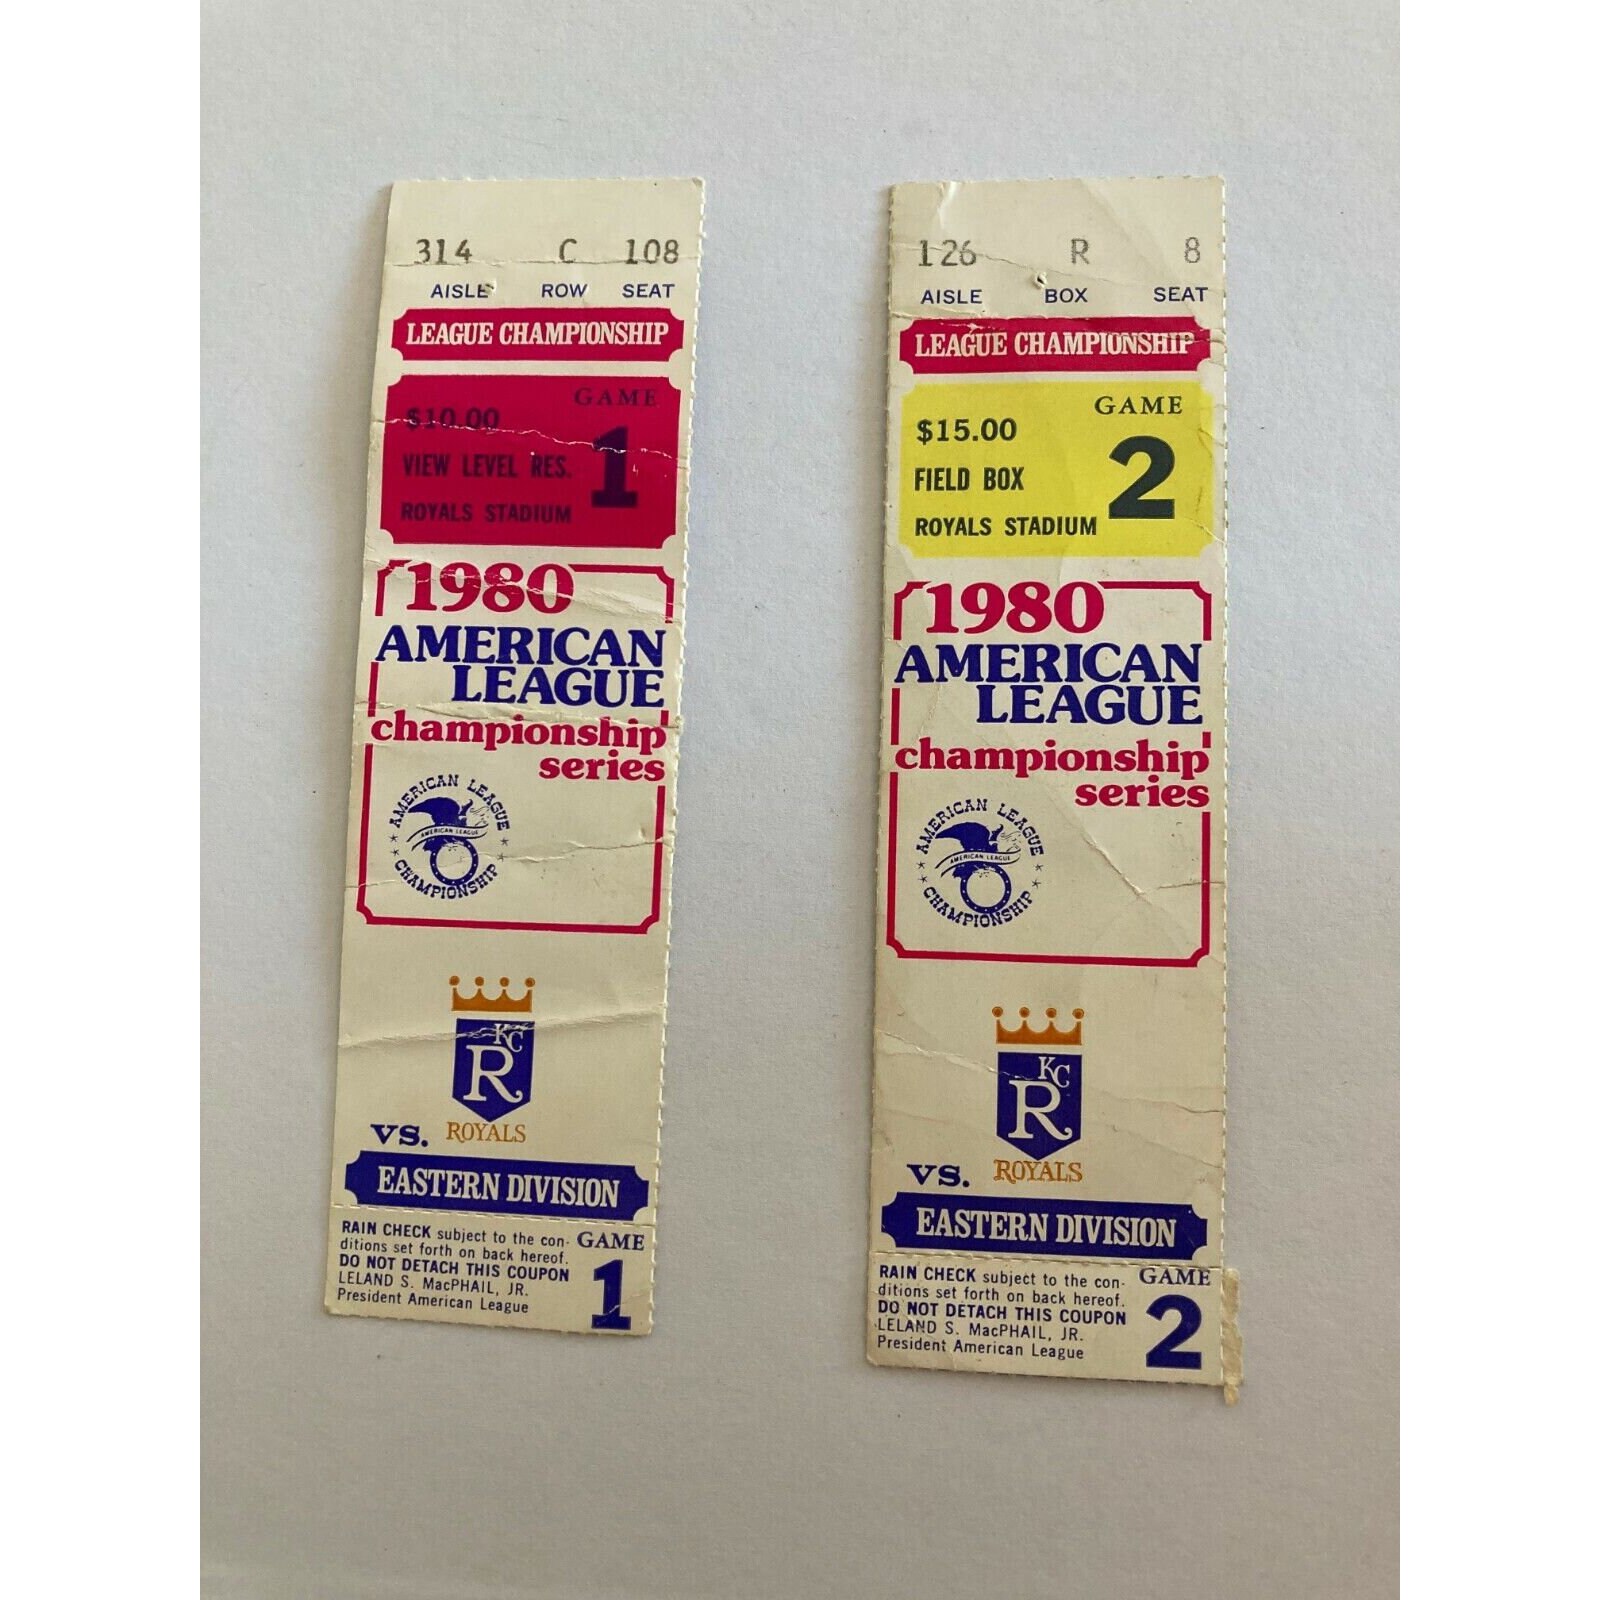 314 C 108
AISLE ROW SEAT
LEAGUE CHAMPIONSHIP
GAME
$10.00
1
VIEW LEVEL RES.
ROYALS STADIUM
1980
AMERICAN
LEAGUE
championship
series
AMERICAN LEAGUE
AMERICAN LEAGUE
CHAMPIONSHIP
KC
R
VS. ROYALS
EASTERN DIVISION
RAIN CHECK subject to the con-
ditions set forth on back hereof.
DO NOT DETACH THIS COUPON
LELAND S. MacPHAIL, JR.
President American League
GAME
1
126 R 8
AISLE BOX SEAT
LEAGUE CHAMPIONSHIP
GAME
$15.00
2
FIELD BOX
ROYALS STADIUM
1980
AMERICAN
LEAGUE
championship
series
AMERICAN LEAGUE
AMERICAN LEAGUE
CHAMPIONSHIP
KC
R
VS. ROYALS
EASTERN DIVISION
RAIN CHECK subject to the con-
ditions set forth on back hereof.
DO NOT DETACH THIS COUPON
LELAND S. MacPHAIL, JR.
President American League
GAME
2